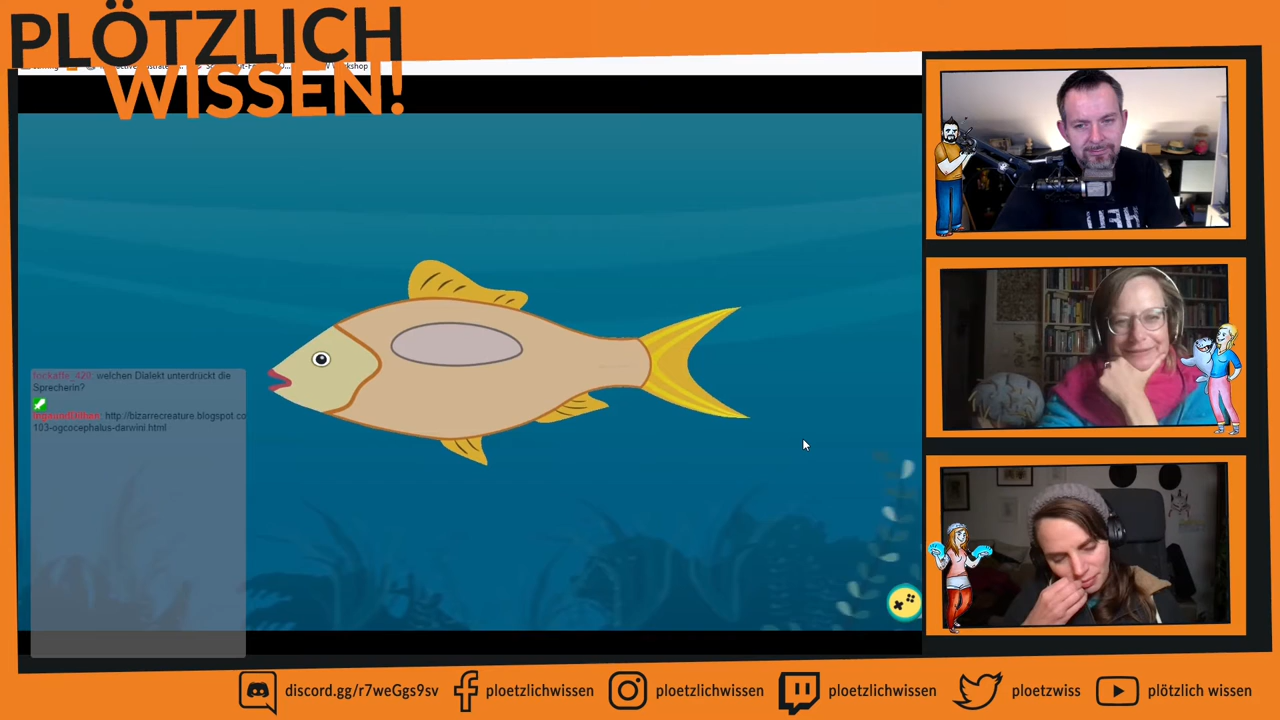 PLÖTZLICH
WISSEN!
welchen Dialekt unterdrückt die
Sprecherin?
http://bizarrecreature.blogspot.co
103-ogcocephalus-darwini.html
HELL
discord.gg/r7weGgs9sv
ploetzlichwissen
ploetzlichwissen
ploetzlichwissen
ploetzwiss
plötzlich wissen